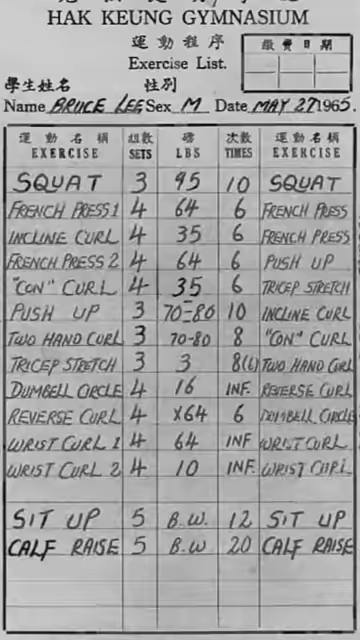 HAK KEUNG GYMNASIUM
運動程序
繳費日期
Exercise List.
學生姓名 性別
Name BRUCE LEE Sex M Date MAY 27 1965.
運動名稱 組數 磅 次數 運動名稱
EXERCISE SETS LBS TIMES EXERCISE
SQUAT 3 95 10 SQUAT
FRENCH PRESS 1 4 64 6 FRENCH PRESS
INCLINE CURL 4 35 6 FRENCH PRESS
FRENCH PRESS 2 4 64 6 PUSH UP
"CON" CURL 4 35 6 TRICEP STRETCH
PUSH UP 3 70-80 10 INCLINE CURL
TWO HAND CURL 3 70-80 8 "CON" CURL
TRICEP STRETCH 3 3 8(6) TWO HAND CURL
DUMBELL CIRCLE 4 16 INF. REVERSE CURL
REVERSE CURL 4 X64 6 DUMBELL CIRCLE
WRIST CURL 1 4 64 INF WRIST CURL
WRIST CURL 2 4 10 INF. WRIST CURL
SIT UP 5 B.W. 12 SIT UP
CALF RAISE 5 B.W 20 CALF RAISE